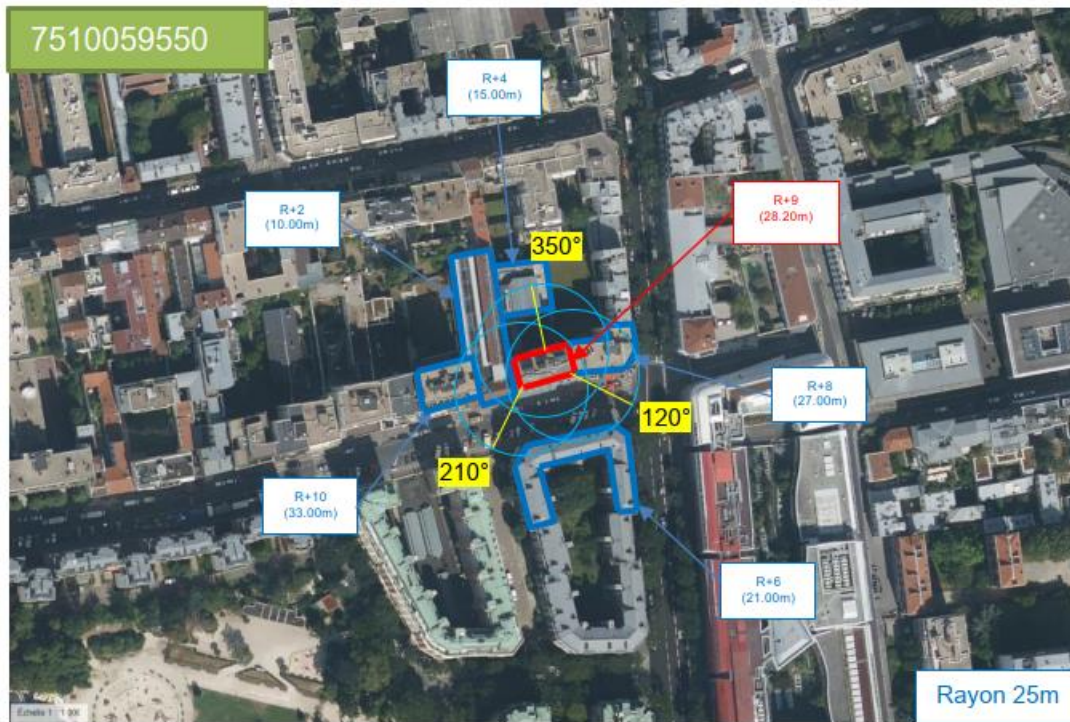 7510059550
R+4
(15.00m)
R+2
(10.00m)
R+9
(28.20m)
350°
R+8
(27.00m)
120°
210°
R+10
(33.00m)
R+6
(21.00m)
Rayon 25m